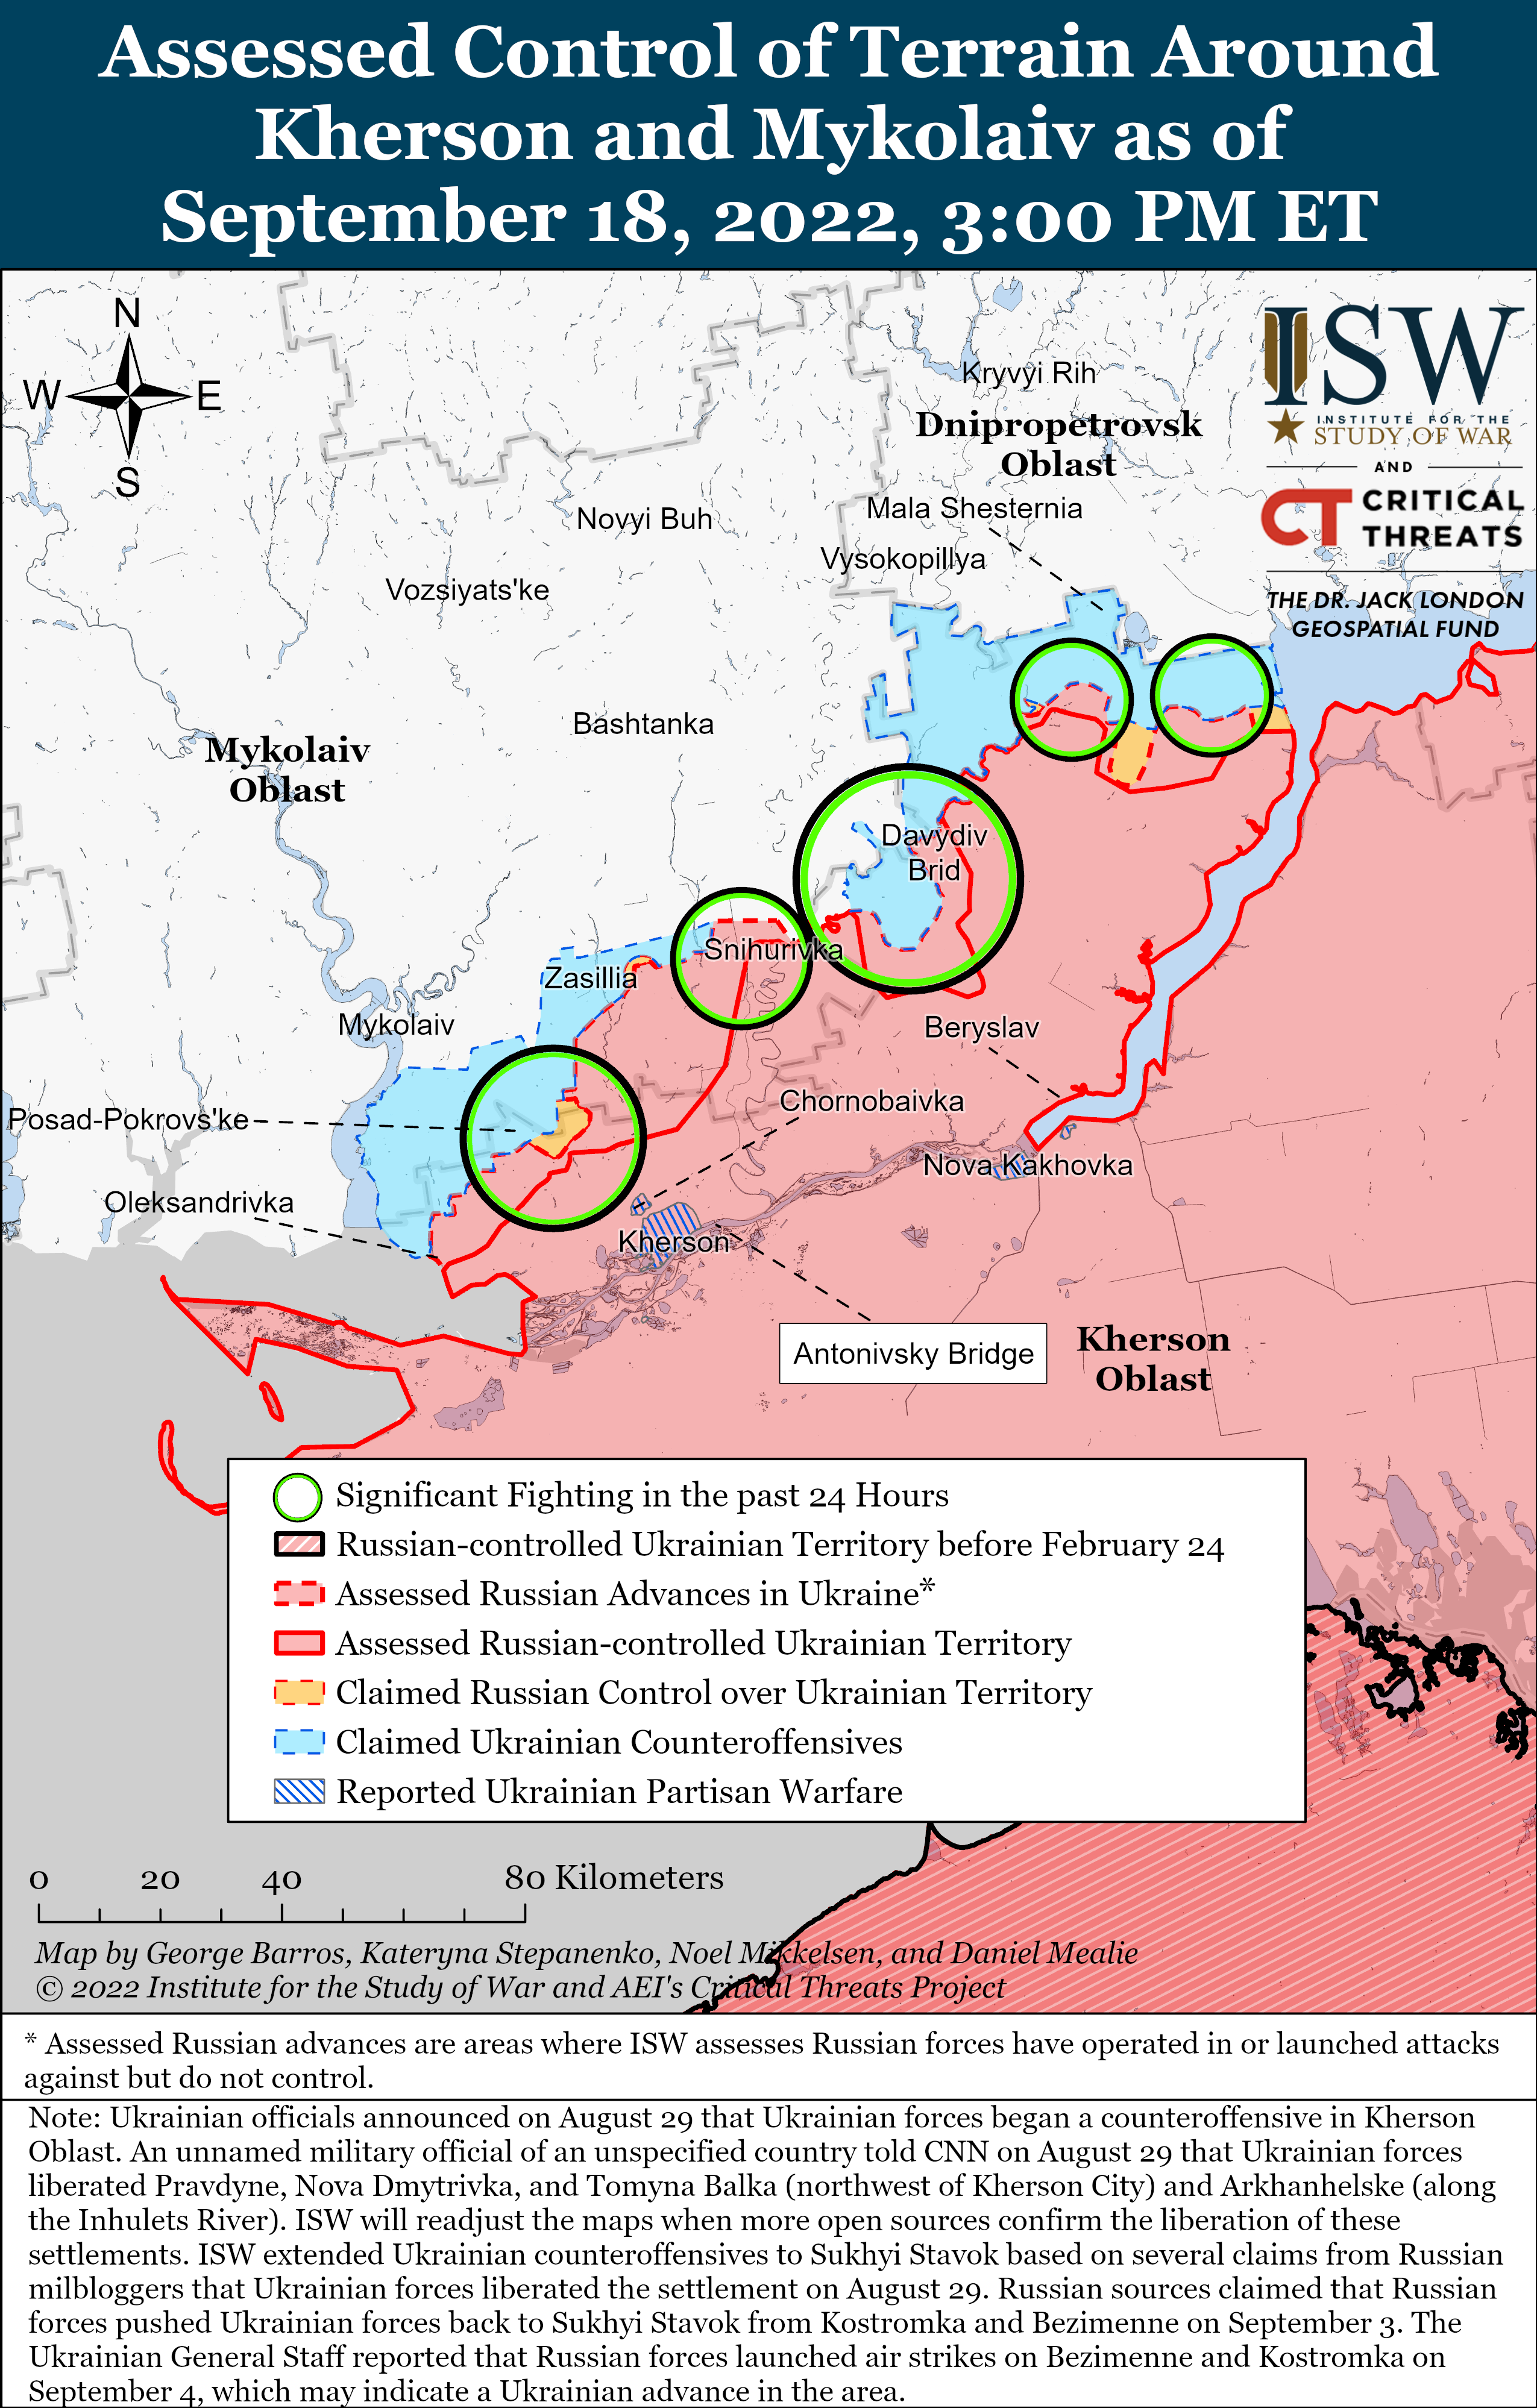 Assessed Control of Terrain Around
Kherson and Mykolaiv as of
September 18, 2022, 3:00 PM ET
N
W
E
S
ISW
INSTITUTE FOR THE
STUDY OF WAR
AND
CT CRITICAL
THREATS
THE DR. JACK LONDON
GEOSPATIAL FUND
Kryvyi Rih
Dnipropetrovsk
Oblast
Mala Shesternia
Novyi Buh
Vysokopillya
Vozsiyats'ke
Bashtanka
Mykolaiv
Oblast
Davydiv
Brid
Snihurivka
Zasillia
Mykolaiv
Beryslav
Chornobaivka
Posad-Pokrovs'ke
Nova Kakhovka
Oleksandrivka
Kherson
Antonivsky Bridge
Kherson
Oblast
Significant Fighting in the past 24 Hours
Russian-controlled Ukrainian Territory before February 24
Assessed Russian Advances in Ukraine*
Assessed Russian-controlled Ukrainian Territory
Claimed Russian Control over Ukrainian Territory
Claimed Ukrainian Counteroffensives
Reported Ukrainian Partisan Warfare
0 20 40 80 Kilometers
Map by George Barros, Kateryna Stepanenko, Noel Mikkelsen, and Daniel Mealie
© 2022 Institute for the Study of War and AEI's Critical Threats Project
* Assessed Russian advances are areas where ISW assesses Russian forces have operated in or launched attacks
against but do not control.
Note: Ukrainian officials announced on August 29 that Ukrainian forces began a counteroffensive in Kherson
Oblast. An unnamed military official of an unspecified country told CNN on August 29 that Ukrainian forces
liberated Pravdyne, Nova Dmytrivka, and Tomyna Balka (northwest of Kherson City) and Arkhanhelske (along
the Inhulets River). ISW will readjust the maps when more open sources confirm the liberation of these
settlements. ISW extended Ukrainian counteroffensives to Sukhyi Stavok based on several claims from Russian
milbloggers that Ukrainian forces liberated the settlement on August 29. Russian sources claimed that Russian
forces pushed Ukrainian forces back to Sukhyi Stavok from Kostromka and Bezimenne on September 3. The
Ukrainian General Staff reported that Russian forces launched air strikes on Bezimenne and Kostromka on
September 4, which may indicate a Ukrainian advance in the area.